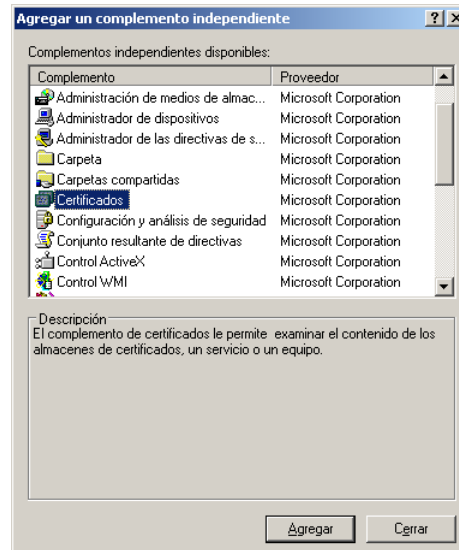 Agregar un complemento independiente
Complementos independientes disponibles:
Complemento Proveedor
Administración de medios de almac... Microsoft Corporation
Administrador de dispositivos Microsoft Corporation
Administrador de las directivas de s... Microsoft Corporation
Carpeta Microsoft Corporation
Carpetas compartidas Microsoft Corporation
Certificados Microsoft Corporation
Configuración y análisis de seguridad Microsoft Corporation
Conjunto resultante de directivas Microsoft Corporation
Control ActiveX Microsoft Corporation
Control WMI Microsoft Corporation
Descripción
El complemento de certificados le permite examinar el contenido de los
almacenes de certificados, un servicio o un equipo.
Agregar Cerrar